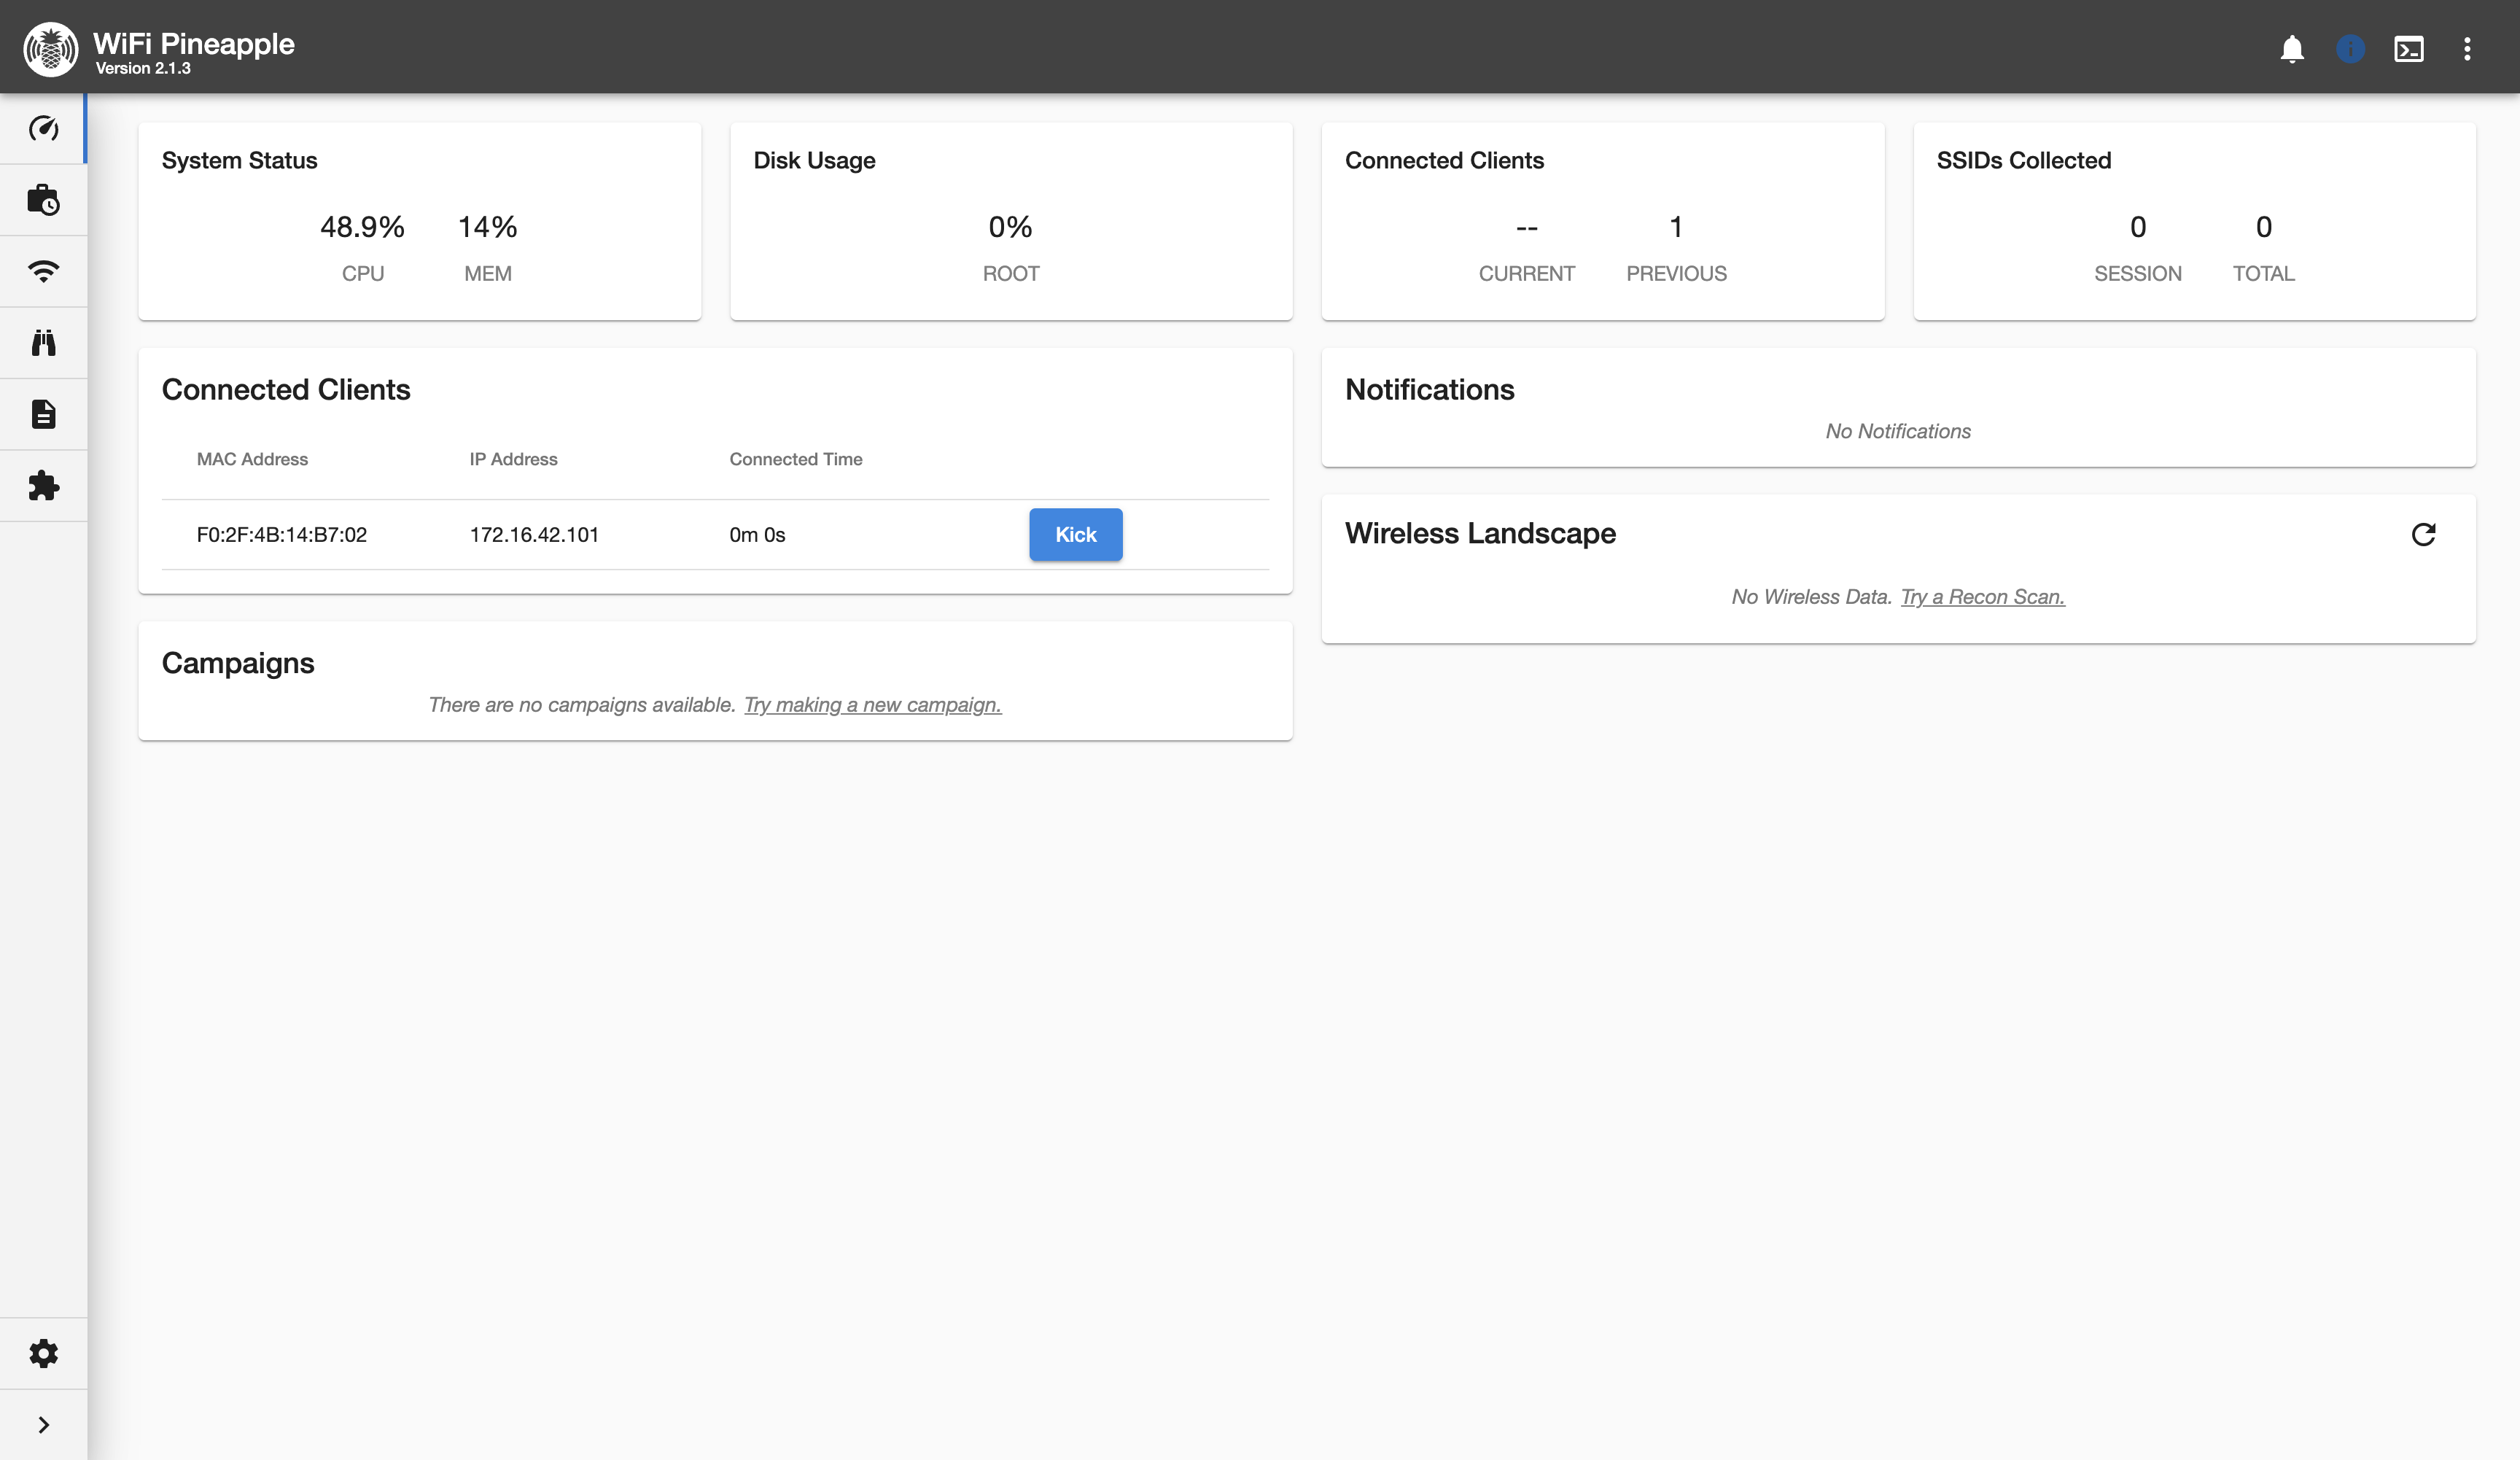 WiFi Pineapple
Version 2.1.3
System Status
48.9% 14%
CPU MEM
Disk Usage
0%
ROOT
Connected Clients
-- 1
CURRENT PREVIOUS
SSIDs Collected
0 0
SESSION TOTAL
Connected Clients
MAC Address IP Address Connected Time
F0:2F:4B:14:B7:02 172.16.42.101 0m 0s Kick
Campaigns
There are no campaigns available. Try making a new campaign.
Notifications
No Notifications
Wireless Landscape
No Wireless Data. Try a Recon Scan.